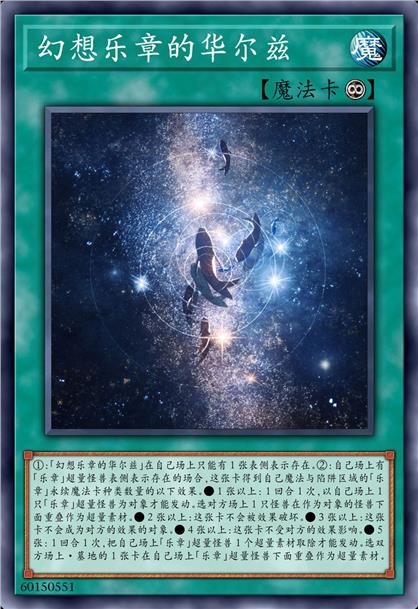 幻想乐章的华尔兹
魔
【魔法卡】
①:「幻想乐章的华尔兹」在自己场上只能有1张表侧表示存在。②:自己场上有
「乐章」超量怪兽表侧表示存在的场合,这张卡得到自己魔法与陷阱区域的「乐
章」永续魔法卡种类数量的以下效果。●1张以上:1回合1次,以自己场上1
只「乐章」超量怪兽为对象才能发动。选对方场上1只怪兽在作为对象的怪兽下
面重叠作为超量素材。●2张以上:这张卡不会被效果破坏。●3张以上:这张
卡不会成为对方的效果的对象。●4张以上:这张卡不受对方的效果影响。●5
张:1回合1次,把自己场上「乐章」超量怪兽1个超量素材取除才能发动。选双
方场上・墓地的1张卡在自己场上「乐章」超量怪兽下面重叠作为超量素材。
60150551